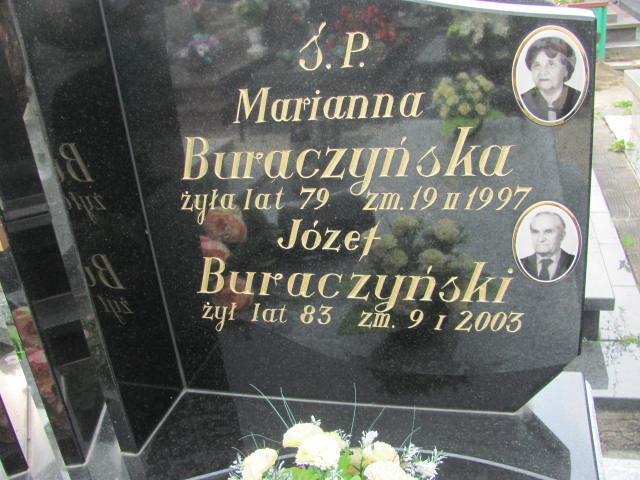 Ś.P.
Marianna
Buraczyńska
żyła lat 79 zm. 19 II 1997
Józef
Buraczyński
żył lat 83 zm. 9 I 2003